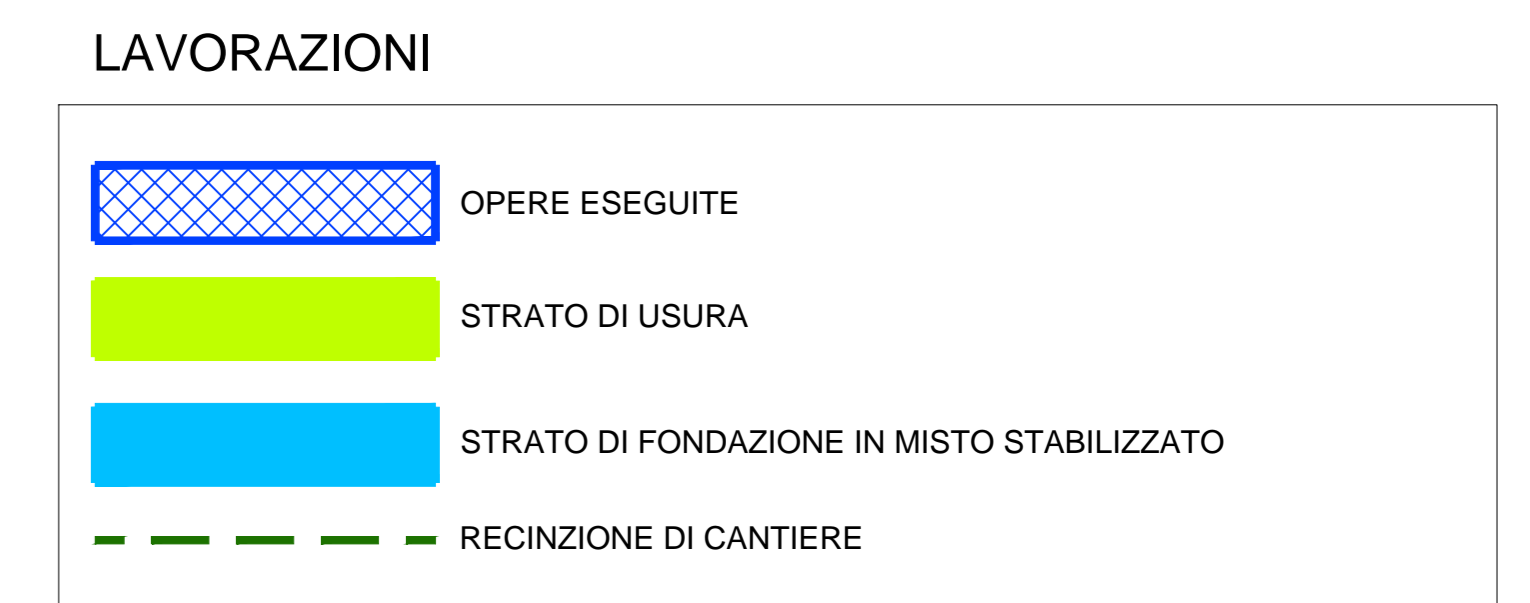 LAVORAZIONI
OPERE ESEGUITE
STRATO DI USURA
STRATO DI FONDAZIONE IN MISTO STABILIZZATO
RECINZIONE DI CANTIERE